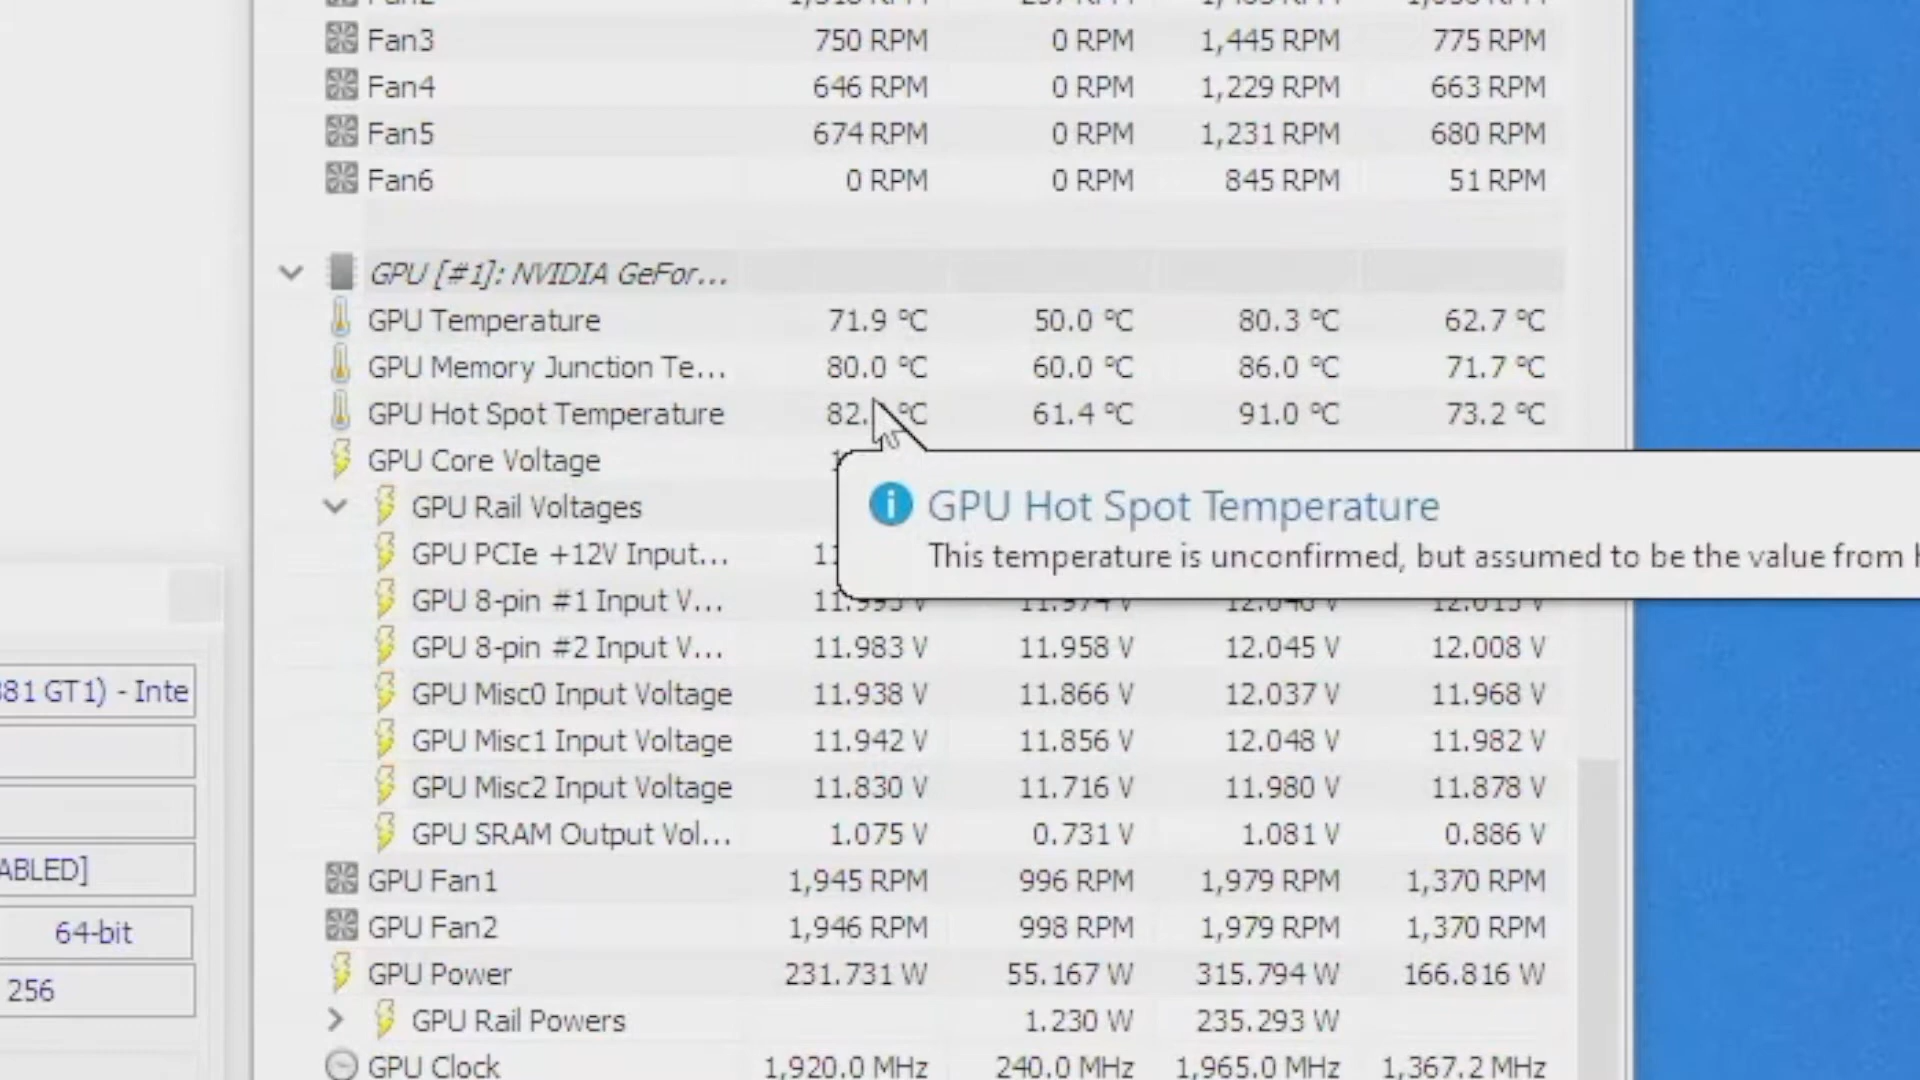 Fan3 750 RPM 0 RPM 1,445 RPM 775 RPM
Fan4 646 RPM 0 RPM 1,229 RPM 663 RPM
Fan5 674 RPM 0 RPM 1,231 RPM 680 RPM
Fan6 0 RPM 0 RPM 845 RPM 51 RPM
GPU [#1]: NVIDIA GeFor...
GPU Temperature 71.9 °C 50.0 °C 80.3 °C 62.7 °C
GPU Memory Junction Te... 80.0 °C 60.0 °C 86.0 °C 71.7 °C
GPU Hot Spot Temperature 82. °C 61.4 °C 91.0 °C 73.2 °C
GPU Core Voltage
GPU Hot Spot Temperature
This temperature is unconfirmed, but assumed to be the value from
GPU Rail Voltages
GPU PCIe +12V Input...
GPU 8-pin #1 Input V...
GPU 8-pin #2 Input V... 11.983 V 11.958 V 12.045 V 12.008 V
GPU Misc0 Input Voltage 11.938 V 11.866 V 12.037 V 11.968 V
GPU Misc1 Input Voltage 11.942 V 11.856 V 12.048 V 11.982 V
GPU Misc2 Input Voltage 11.830 V 11.716 V 11.980 V 11.878 V
GPU SRAM Output Vol... 1.075 V 0.731 V 1.081 V 0.886 V
GPU Fan1 1,945 RPM 996 RPM 1,979 RPM 1,370 RPM
GPU Fan2 1,946 RPM 998 RPM 1,979 RPM 1,370 RPM
GPU Power 231.731 W 55.167 W 315.794 W 166.816 W
GPU Rail Powers 1.230 W 235.293 W
GPU Clock 1,920.0 MHz 240.0 MHz 1,965.0 MHz 1,367.2 MHz
81 GT1) - Inte
ABLED]
64-bit
256